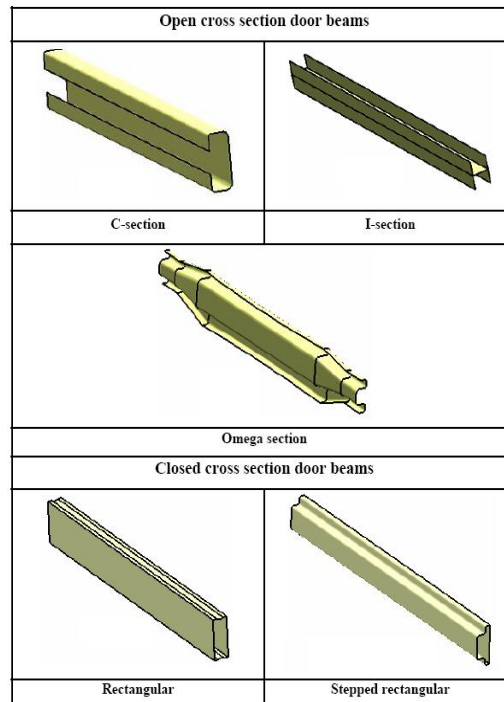 Open cross section door beams
C-section
I-section
Omega section
Closed cross section door beams
Rectangular
Stepped rectangular